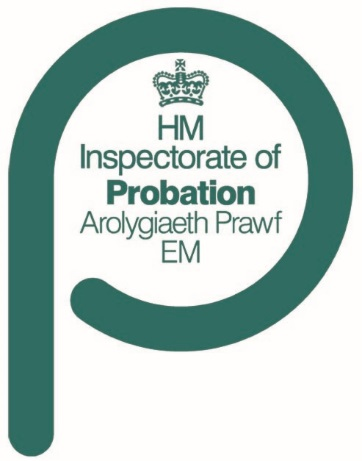 HM
Inspectorate of
Probation
Arolygiaeth Prawf
EM